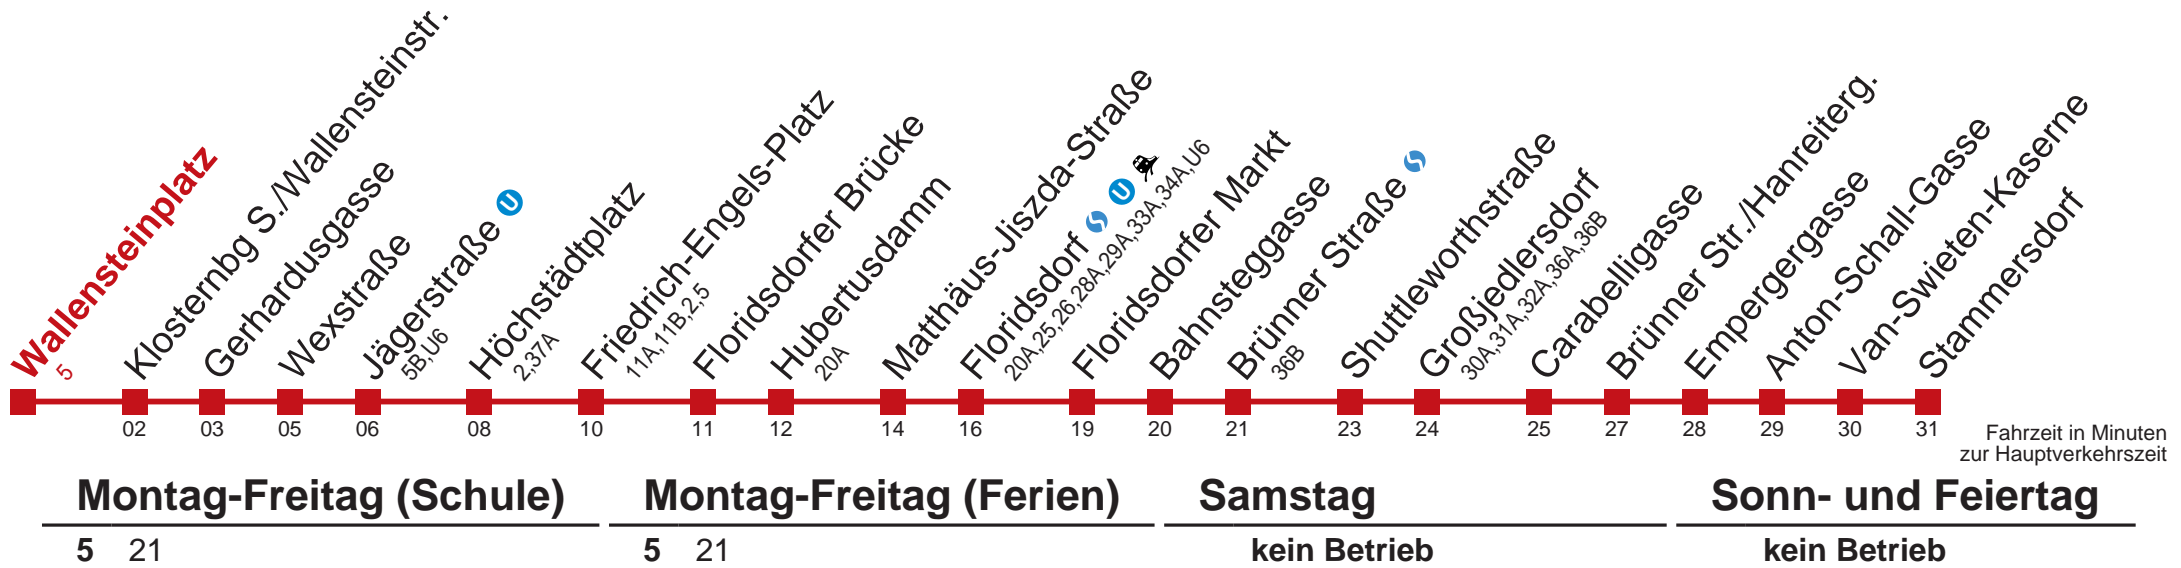 Wallensteinplatz
5
Klosternbg S./Wallensteinstr.
Gerhardusgasse
Wexstraße
Jägerstraße U
5B,U6
Höchstädtplatz
2,37A
Friedrich-Engels-Platz
11A,11B,2,5
Floridsdorfer Brücke
Hubertusdamm
20A
Matthäus-Jiszda-Straße
Floridsdorf S U
20A,25,26,28A,29A,33A,34A,U6
Floridsdorfer Markt
Bahnsteggasse
Brünner Straße S
36B
Shuttleworthstraße
Großjedlersdorf
30A,31A,32A,36A,36B
Carabelligasse
Brünner Str./Hanreiterg.
Empergergasse
Anton-Schall-Gasse
Van-Swieten-Kaserne
Stammersdorf
02 03 05 06 08 10 11 12 14 16 19 20 21 23 24 25 27 28 29 30 31
Fahrzeit in Minuten
zur Hauptverkehrszeit
Montag-Freitag (Schule) Montag-Freitag (Ferien) Samstag Sonn- und Feiertag
5 21 5 21 kein Betrieb kein Betrieb